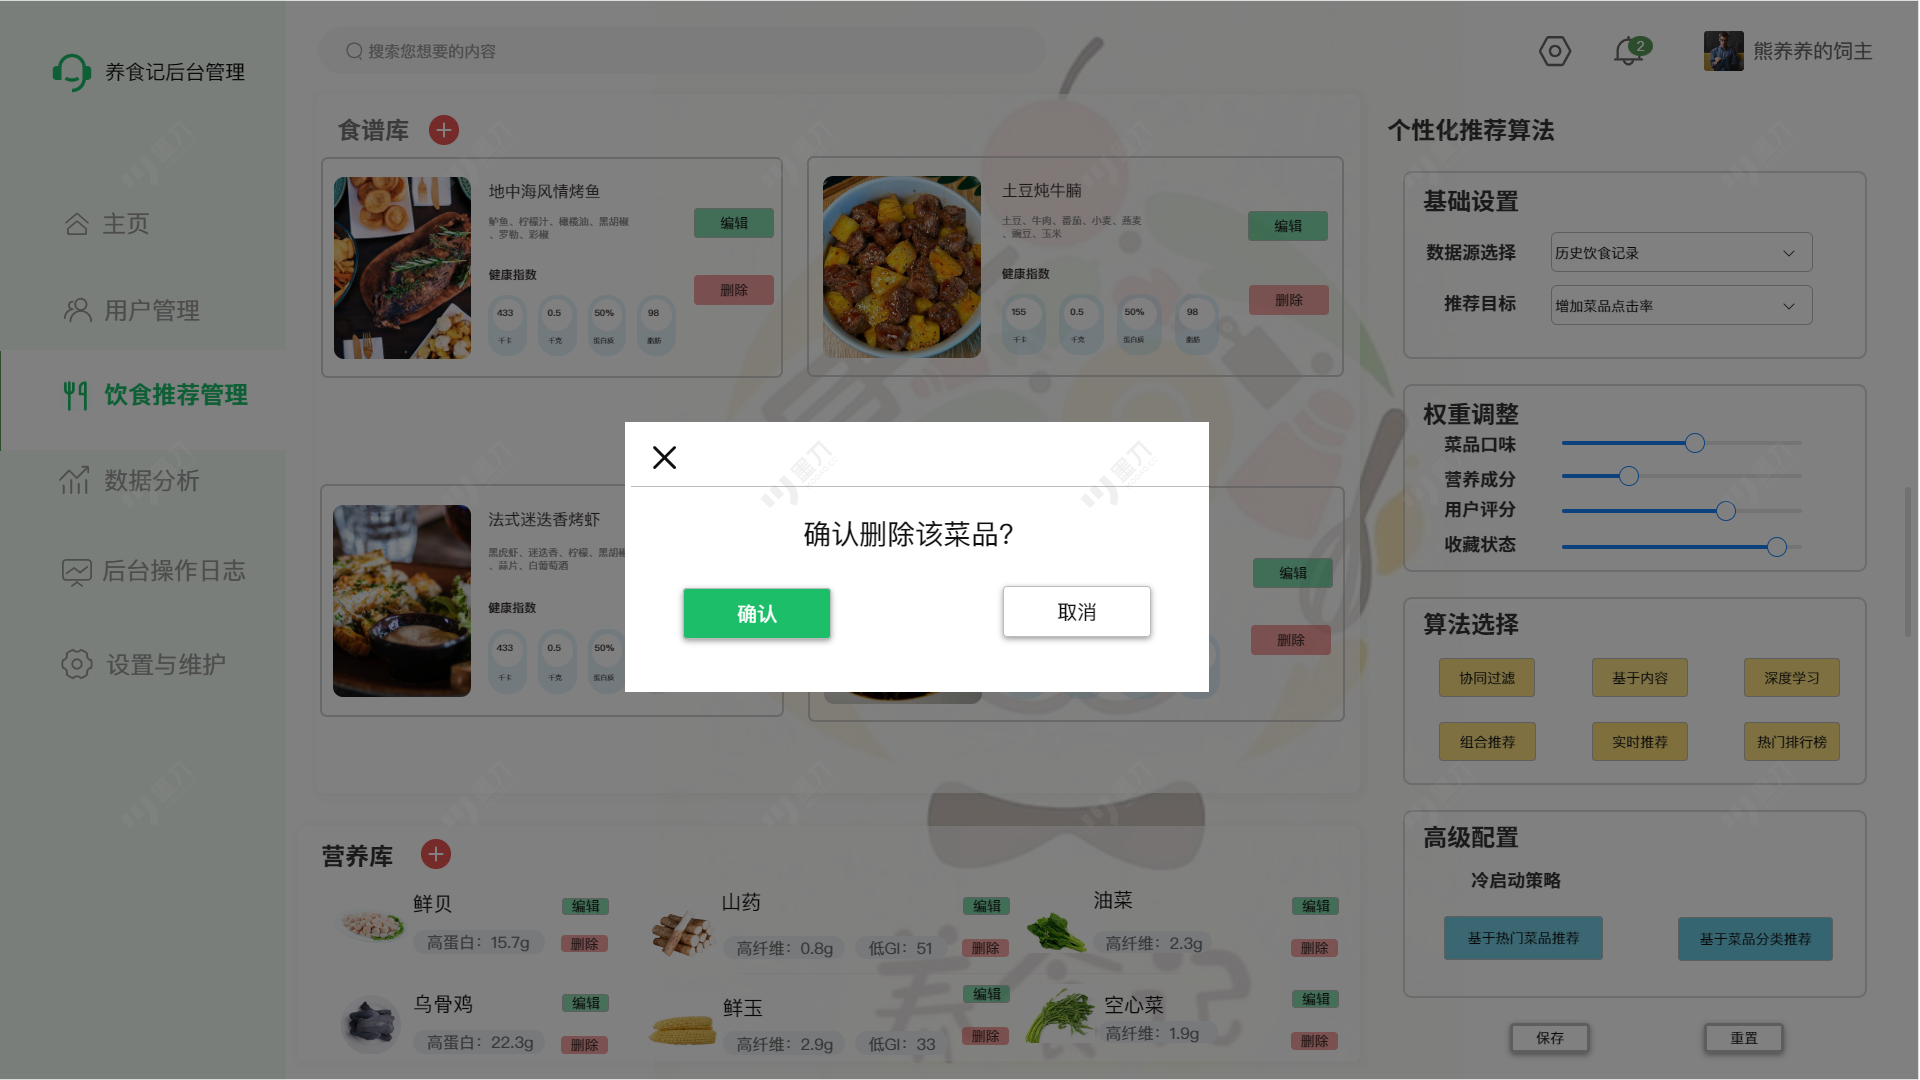 养食记后台管理
主页
用户管理
饮食推荐管理
数据分析
后台操作日志
设置与维护
搜索您想要的内容
2
熊养养的饲主
食谱库
地中海风情烤鱼
鲈鱼、柠檬汁、橄榄油、黑胡椒
、罗勒、彩椒
健康指数
433
0.5
50%
98
千卡
千克
蛋白质
脂肪
编辑
删除
土豆炖牛腩
土豆、牛肉、番茄、小麦、燕麦
、豌豆、玉米
健康指数
155
0.5
50%
98
千卡
千克
蛋白质
脂肪
编辑
删除
法式迷迭香烤虾
黑虎虾、迷迭香、柠檬、黑胡椒
、蒜片、白葡萄酒
健康指数
433
0.5
50%
千卡
千克
蛋白质
编辑
删除
确认删除该菜品?
确认
取消
营养库
鲜贝
高蛋白：15.7g
编辑
删除
山药
高纤维：0.8g
低GI：51
编辑
删除
油菜
高纤维：2.3g
编辑
删除
乌骨鸡
高蛋白：22.3g
编辑
删除
鲜玉
高纤维：2.9g
低GI：33
编辑
删除
空心菜
高纤维：1.9g
编辑
删除
养食记
个性化推荐算法
基础设置
数据源选择
历史饮食记录
推荐目标
增加菜品点击率
权重调整
菜品口味
营养成分
用户评分
收藏状态
算法选择
协同过滤
基于内容
深度学习
组合推荐
实时推荐
热门排行榜
高级配置
冷启动策略
基于热门菜品推荐
基于菜品分类推荐
保存
重置
墨刀